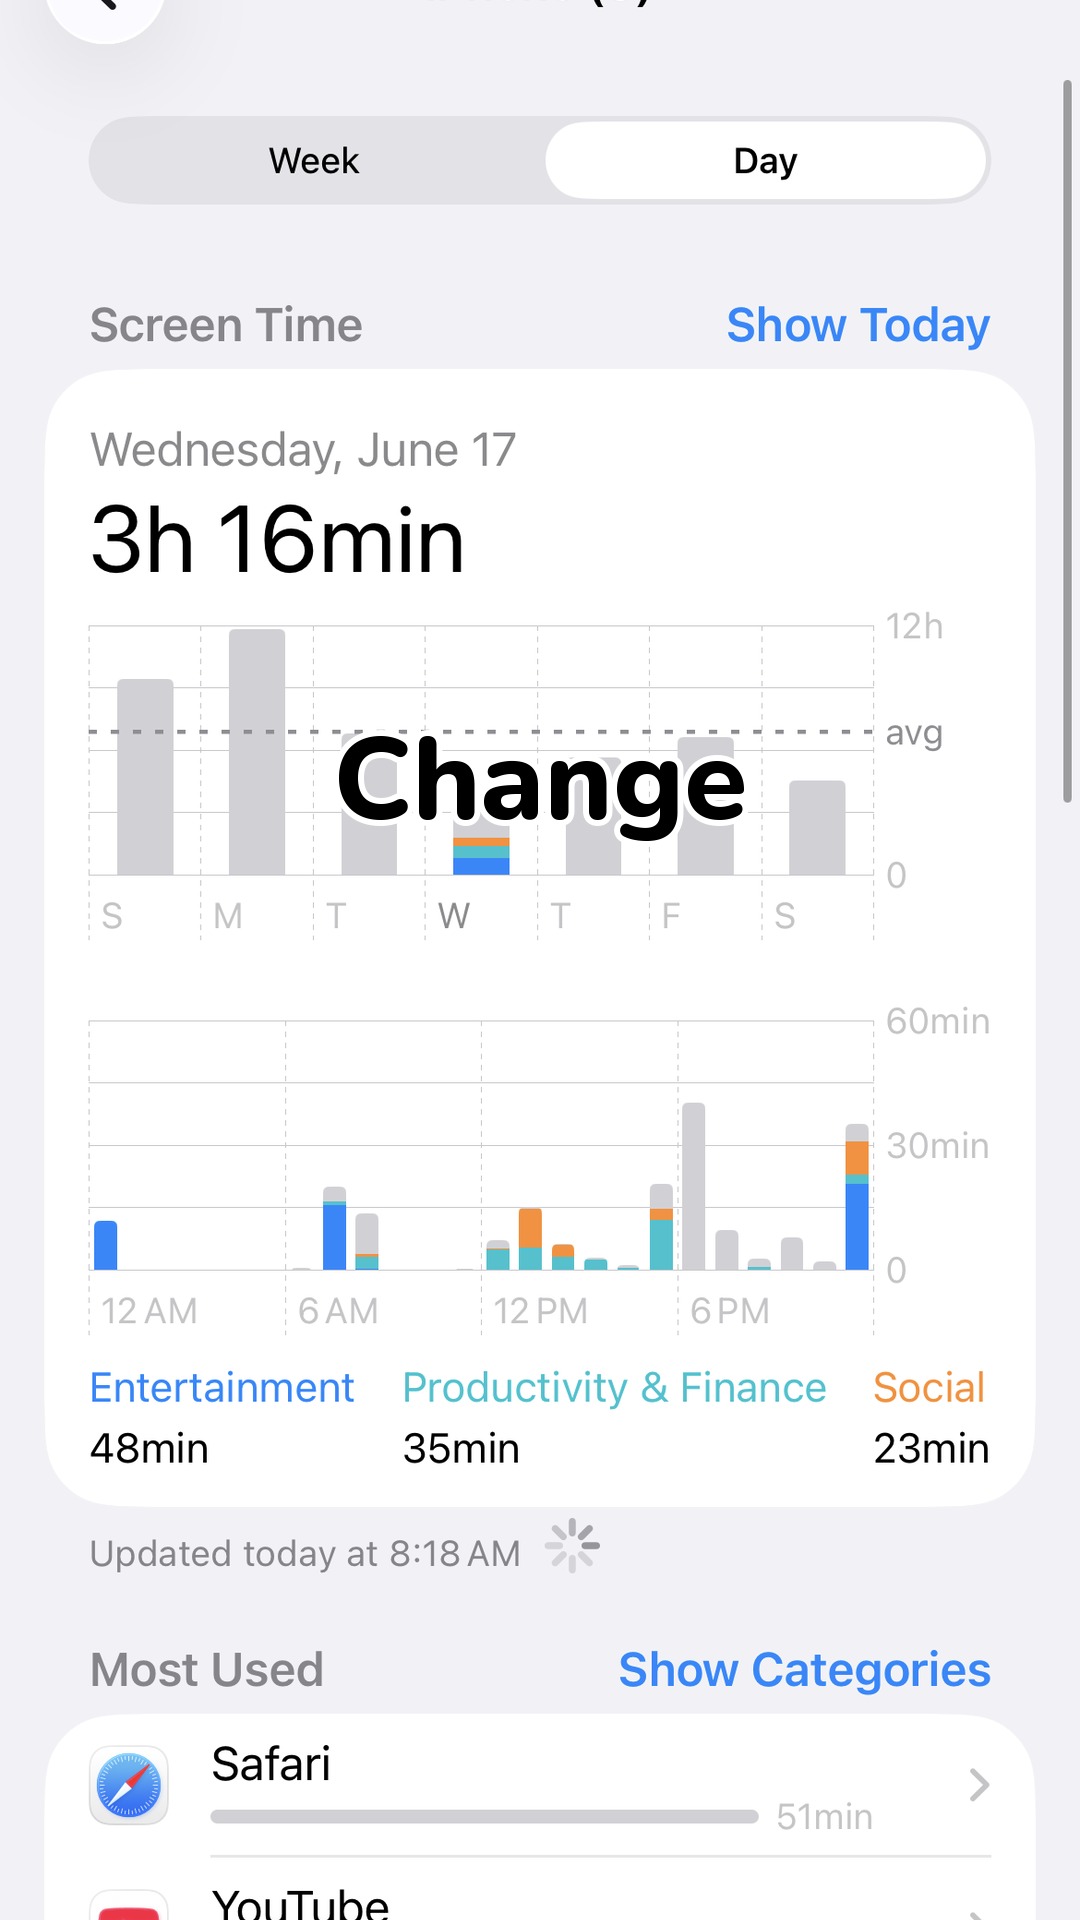 Week Day
Screen Time Show Today
Wednesday, June 17
3h 16min
12h
avg
Change
0
S M T W T F S
60min
30min
0
12 AM 6 AM 12 PM 6 PM
Entertainment Productivity & Finance Social
48min 35min 23min
Updated today at 8:18 AM
Most Used Show Categories
Safari
51min
YouTube